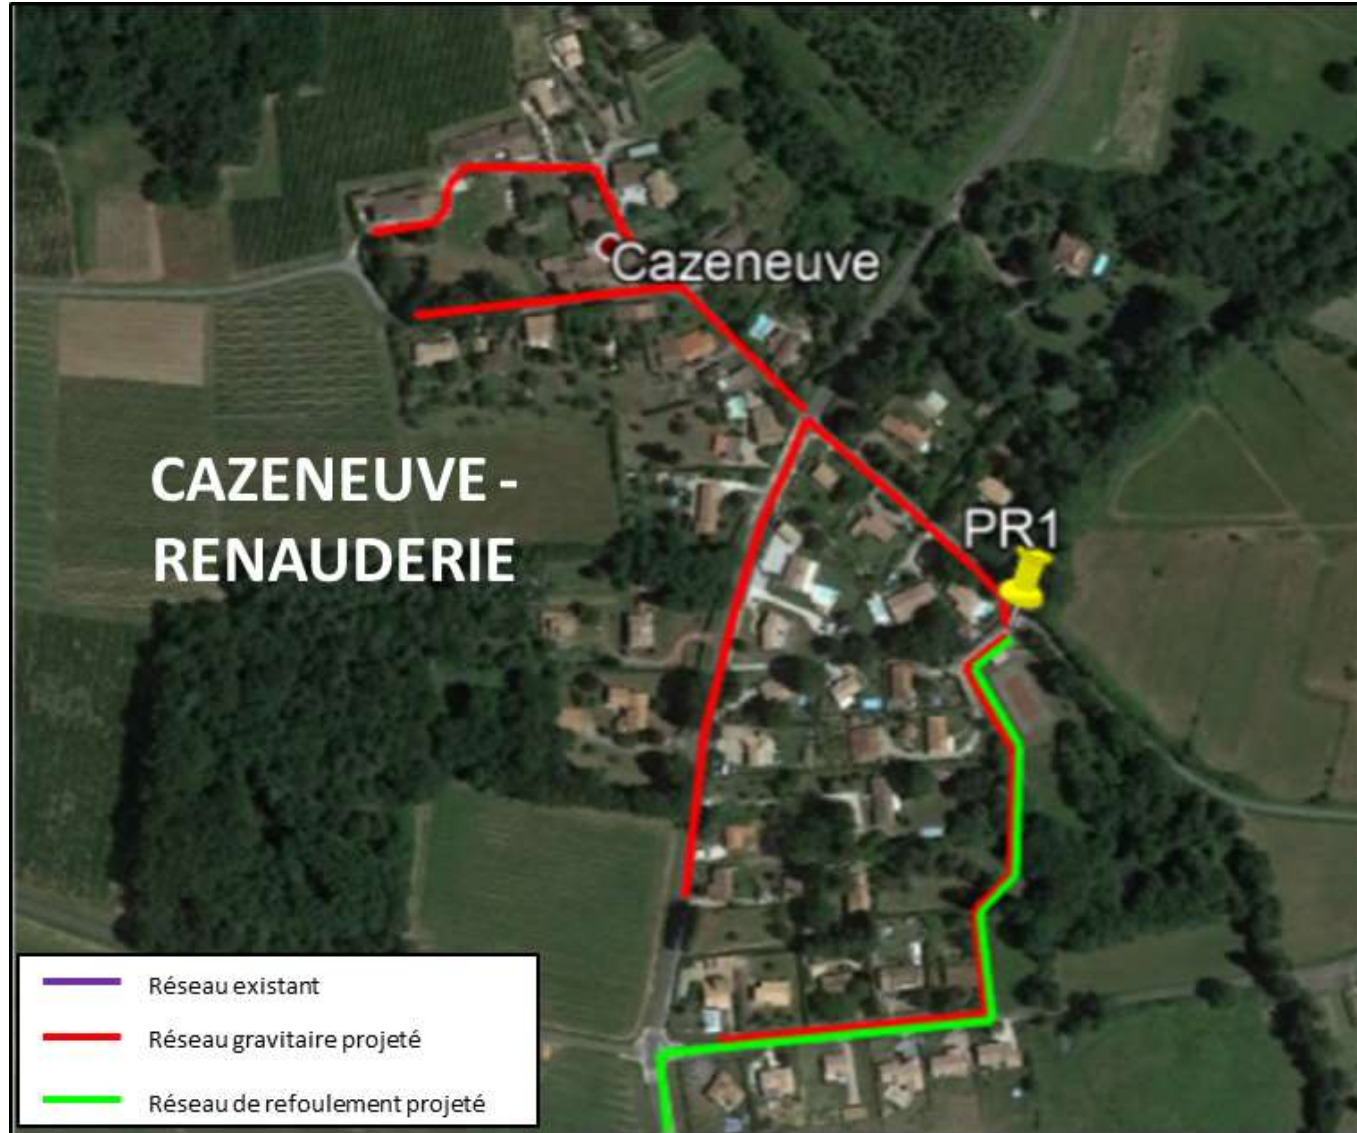 Cazeneuve
CAZENEUVE -
RENAUDERIE
PR1
Réseau existant
Réseau gravitaire projeté
Réseau de refoulement projeté